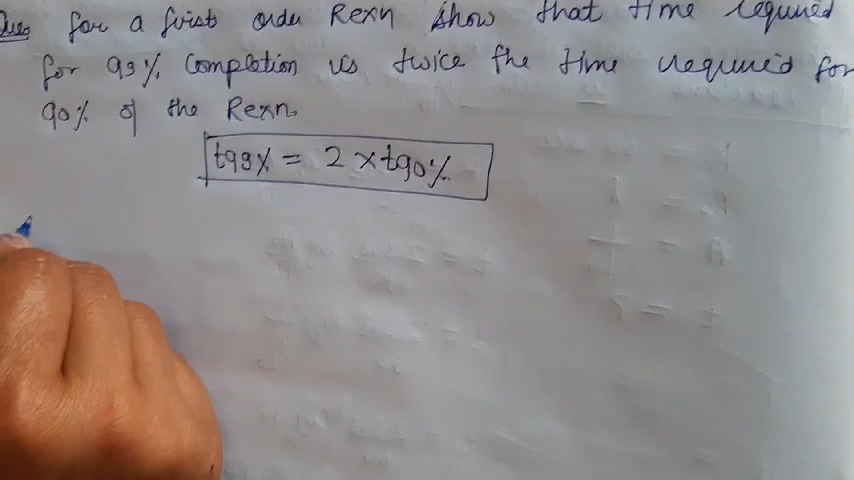 Ques for a first order Rexn show that time required
for 99% Completion is twice the time required for
90% of the Rexn.
t99% = 2 x t90%